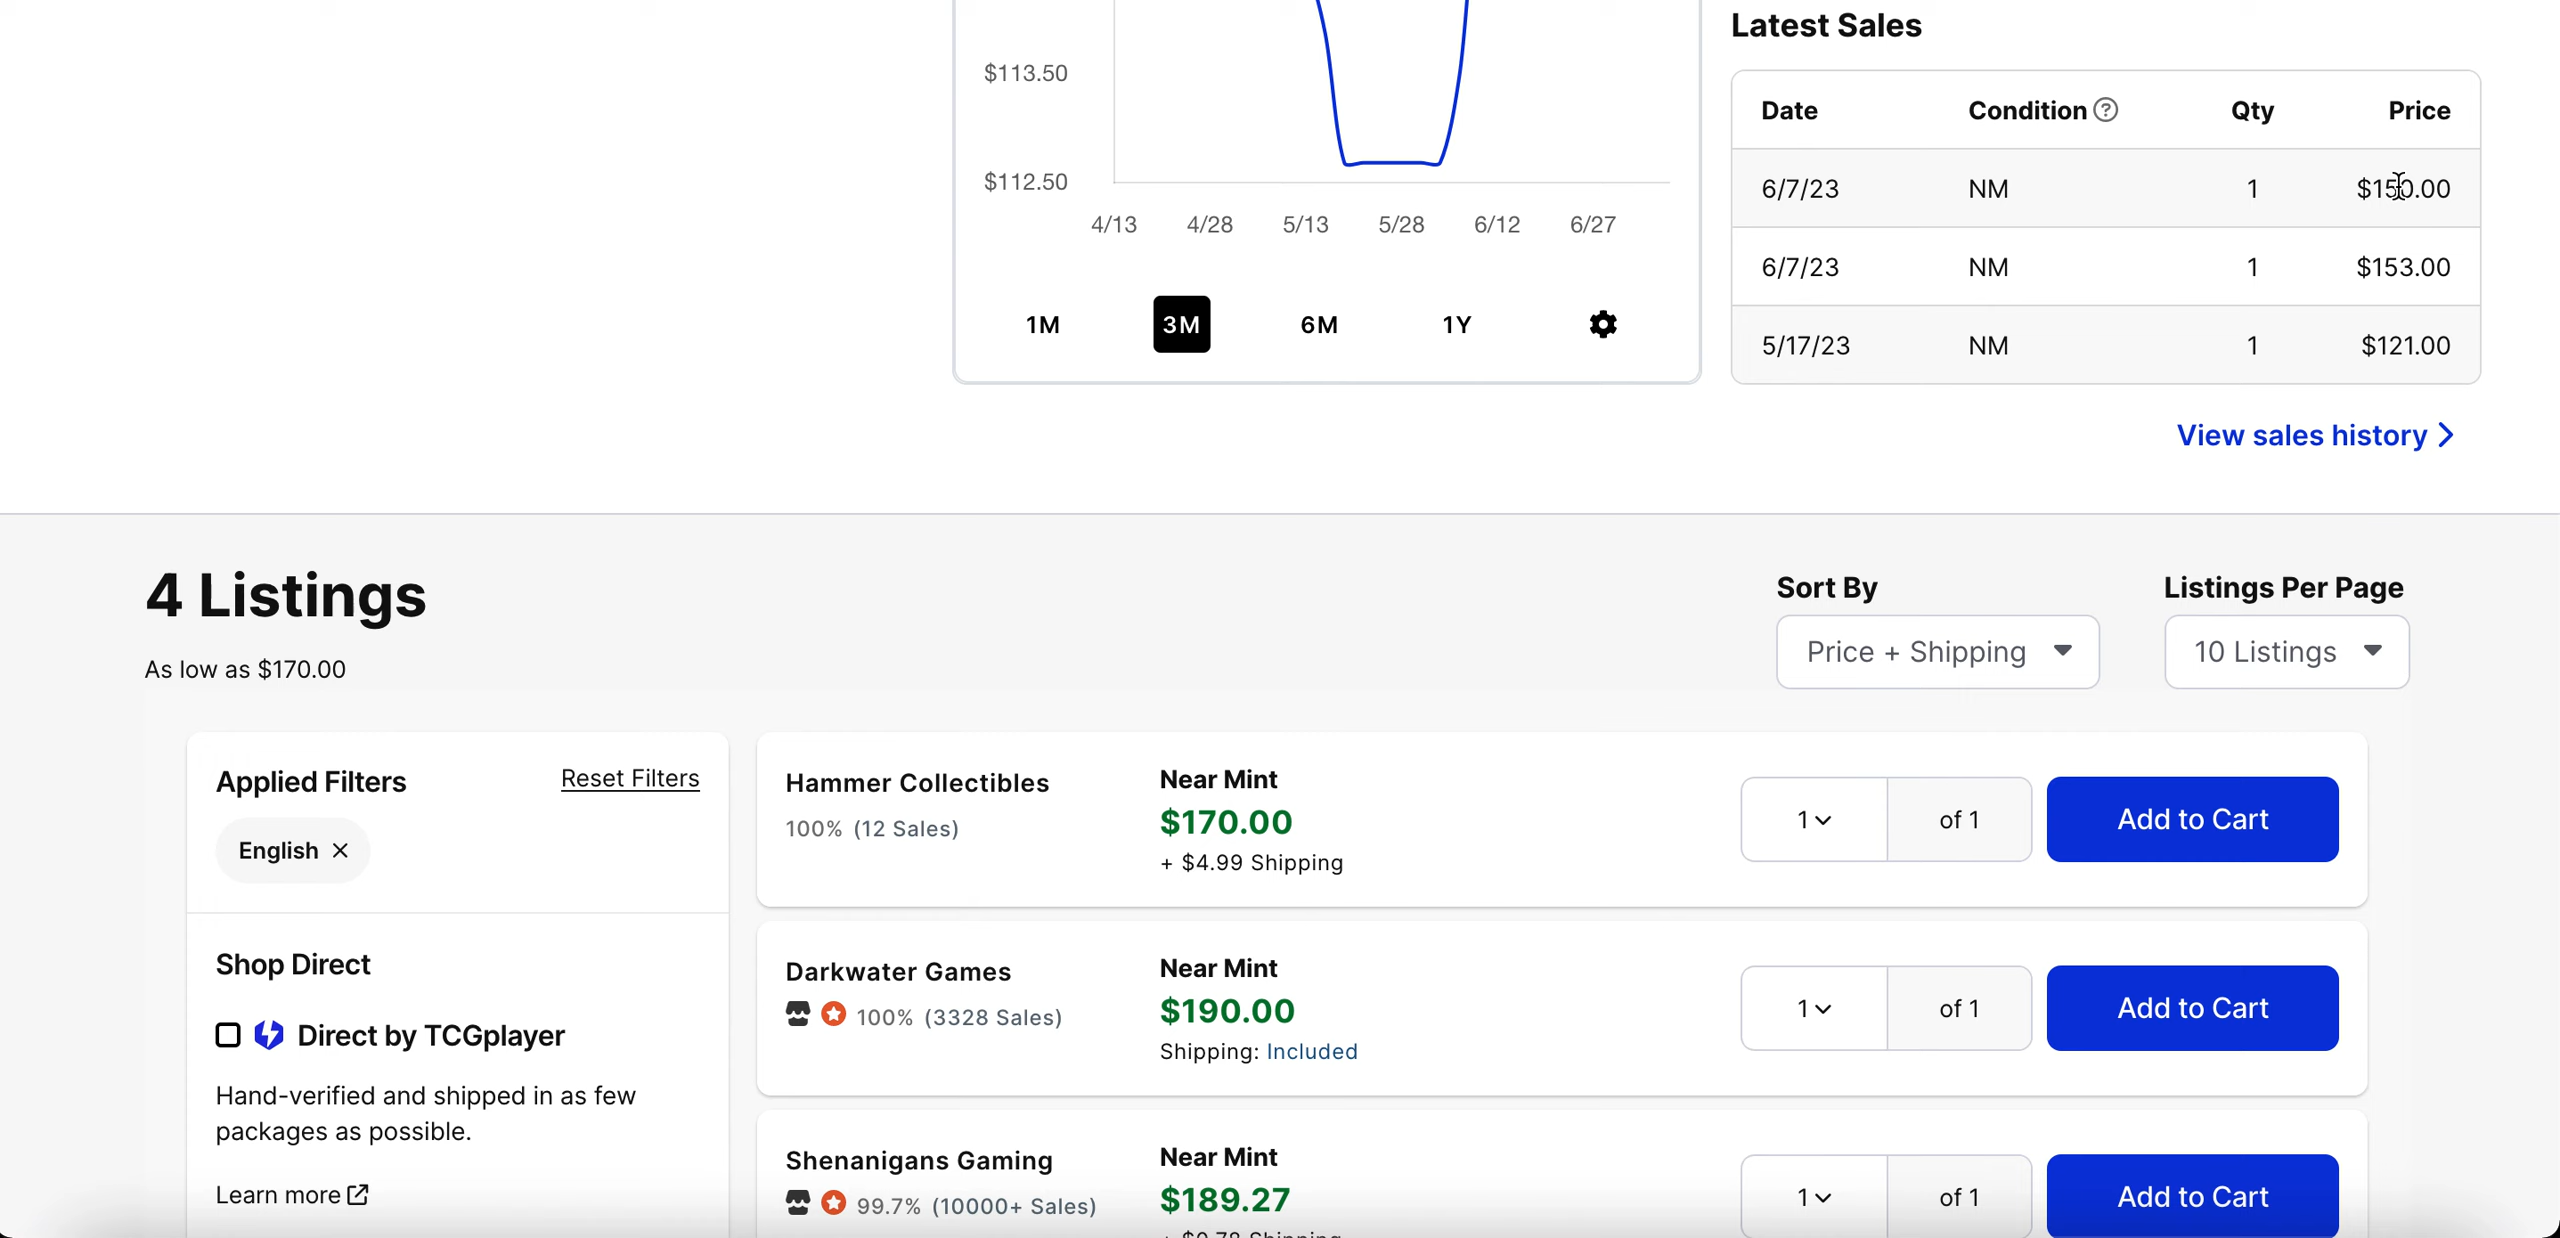 $113.50
$112.50
4/13 4/28 5/13 5/28 6/12 6/27
1M 3M 6M 1Y
Latest Sales
Date Condition ? Qty Price
6/7/23 NM 1 $150.00
6/7/23 NM 1 $153.00
5/17/23 NM 1 $121.00
View sales history
4 Listings
As low as $170.00
Sort By
Price + Shipping
Listings Per Page
10 Listings
Applied Filters Reset Filters
English
Shop Direct
Direct by TCGplayer
Hand-verified and shipped in as few
packages as possible.
Learn more
Hammer Collectibles
100% (12 Sales)
Near Mint
$170.00
+ $4.99 Shipping
1 of 1 Add to Cart
Darkwater Games
100% (3328 Sales)
Near Mint
$190.00
Shipping: Included
1 of 1 Add to Cart
Shenanigans Gaming
99.7% (10000+ Sales)
Near Mint
$189.27
+ $0.78 Shipping
1 of 1 Add to Cart